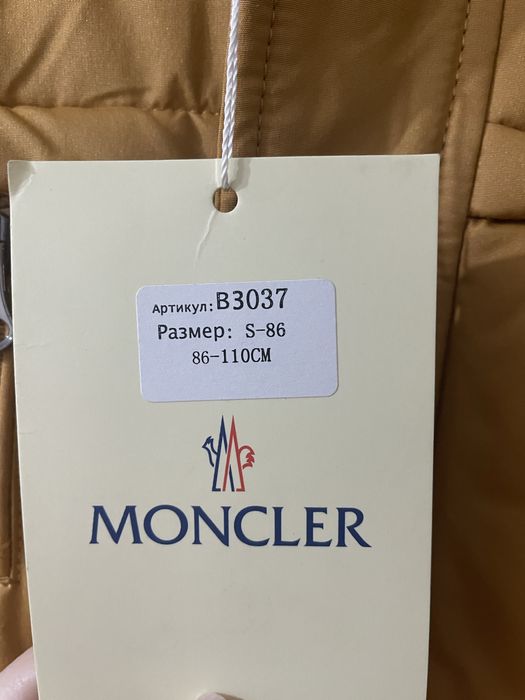 Артикул: B3037
Размер: S-86
86-110CM
MONCLER